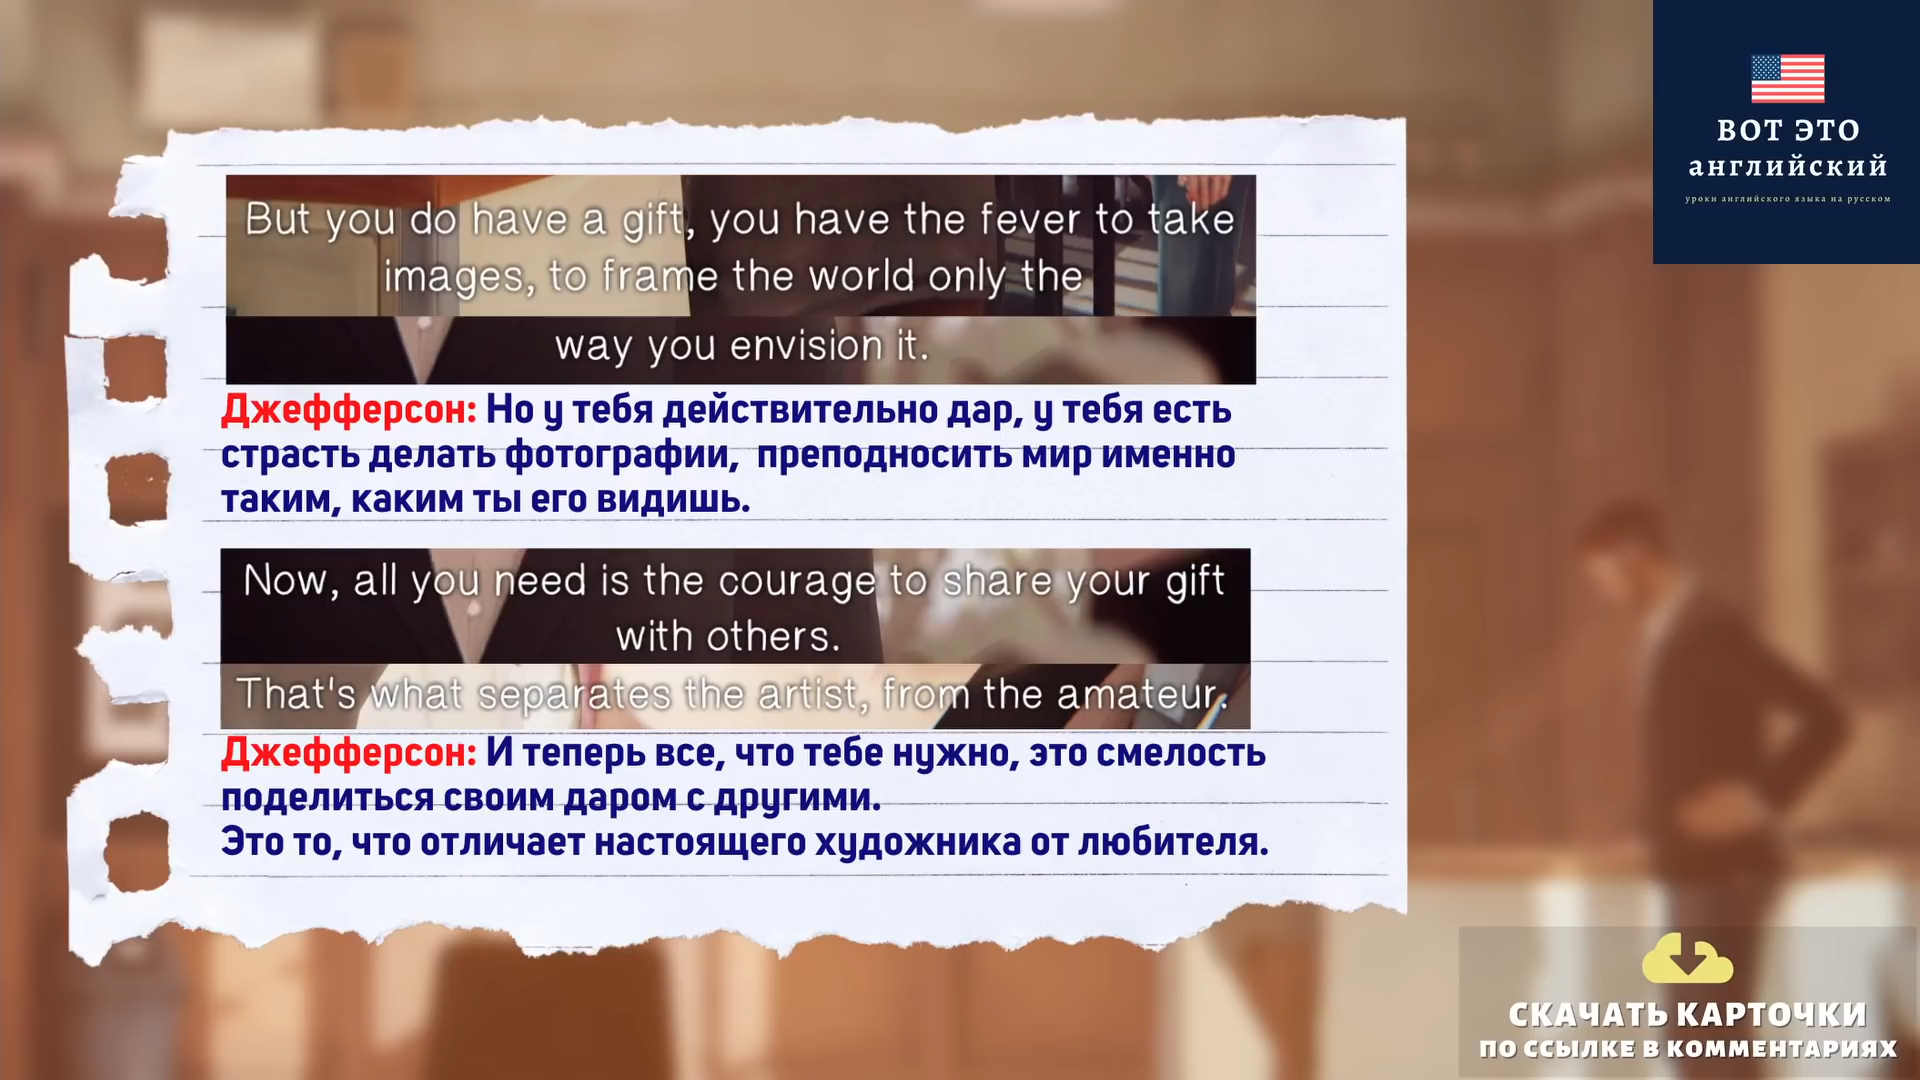 But you do have a gift, you have the fever to take
images, to frame the world only the
way you envision it.
Джефферсон: Но у тебя действительно дар, у тебя есть
страсть делать фотографии, преподносить мир именно
таким, каким ты его видишь.
Now, all you need is the courage to share your gift
with others.
That's what separates the artist, from the amateur.
Джефферсон: И теперь все, что тебе нужно, это смелость
поделиться своим даром с другими.
Это то, что отличает настоящего художника от любителя.
ВОТ ЭТО
английский
уроки английского языка на русском
СКАЧАТЬ КАРТОЧКИ
ПО ССЫЛКЕ В КОММЕНТАРИЯХ